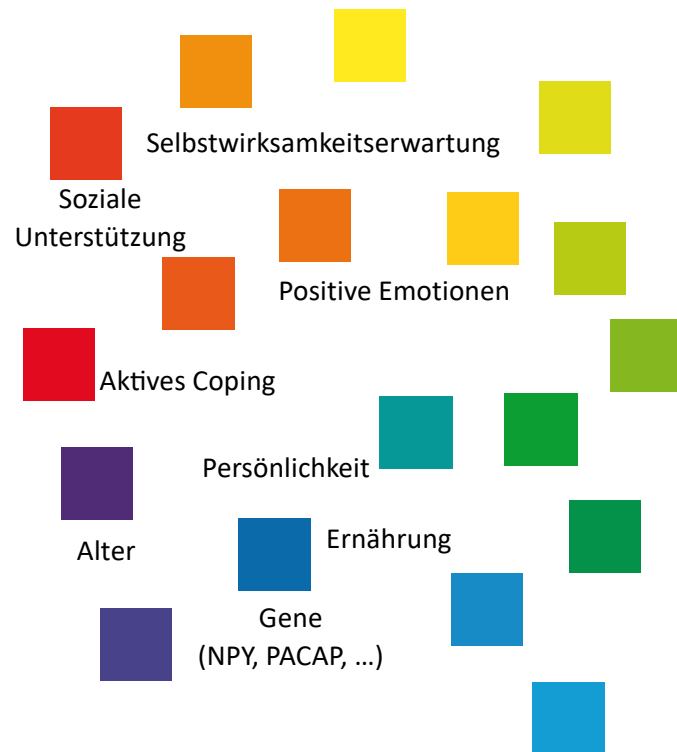 Selbstwirksamkeitserwartung
Soziale
Unterstützung
Positive Emotionen
Aktives Coping
Persönlichkeit
Ernährung
Alter
Gene
(NPY, PACAP, ...)